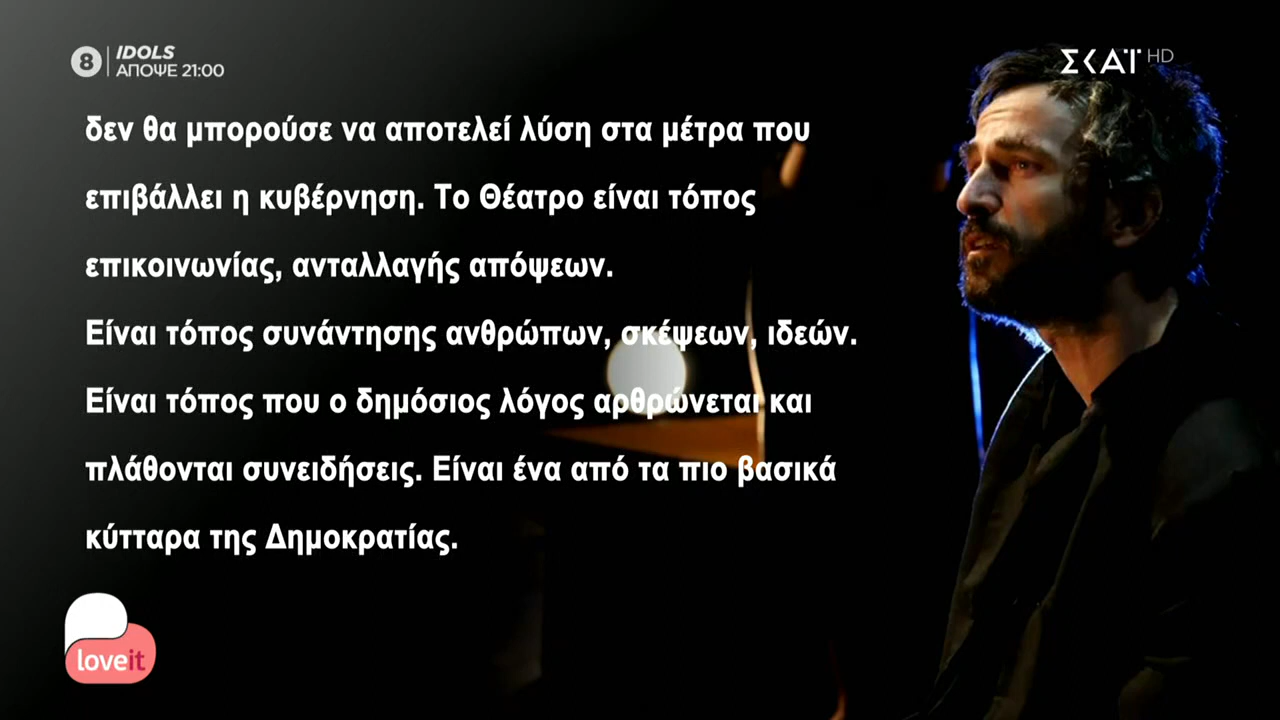 8 IDOLS
ΑΠΟΨΕ 21:00
ΣΚΑΪ HD
δεν θα μπορούσε να αποτελεί λύση στα μέτρα που
επιβάλλει η κυβέρνηση. Το Θέατρο είναι τόπος
επικοινωνίας, ανταλλαγής απόψεων.
Είναι τόπος συνάντησης ανθρώπων, σκέψεων, ιδεών.
Είναι τόπος που ο δημόσιος λόγος αρθρώνεται και
πλάθονται συνειδήσεις. Είναι ένα από τα πιο βασικά
κύτταρα της Δημοκρατίας.
loveit